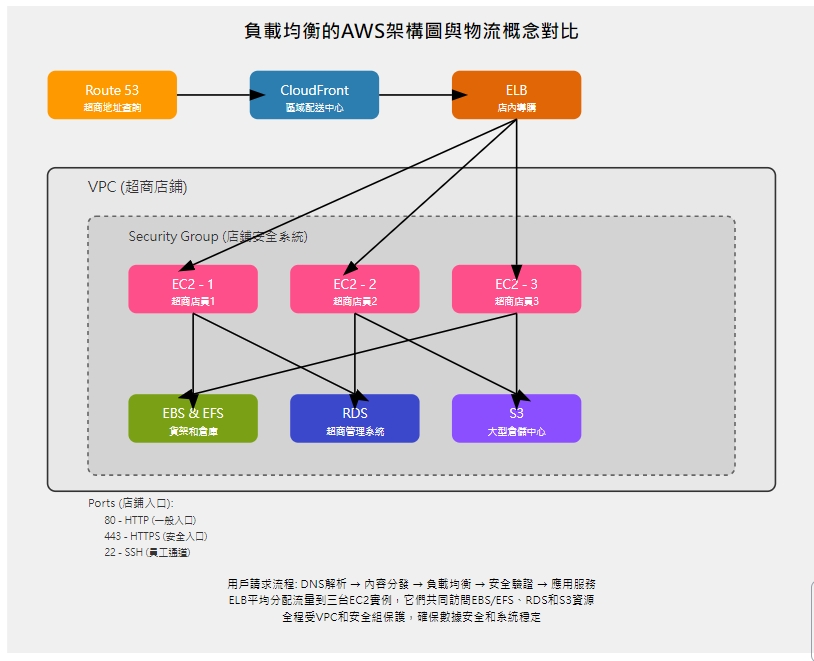 負載均衡的AWS架構圖與物流概念對比
Route 53
超商地址查詢
CloudFront
區域配送中心
ELB
店內導購
VPC (超商店鋪)
Security Group (店鋪安全系統)
EC2 - 1
超商店員1
EC2 - 2
超商店員2
EC2 - 3
超商店員3
EBS & EFS
貨架和倉庫
RDS
超商管理系統
S3
大型倉儲中心
Ports (店鋪入口):
80 - HTTP (一般入口)
443 - HTTPS (安全入口)
22 - SSH (員工通道)
用戶請求流程: DNS解析 → 內容分發 → 負載均衡 → 安全驗證 → 應用服務
ELB平均分配流量到三台EC2實例，它們共同訪問EBS/EFS、RDS和S3資源
全程受VPC和安全組保護，確保數據安全和系統穩定